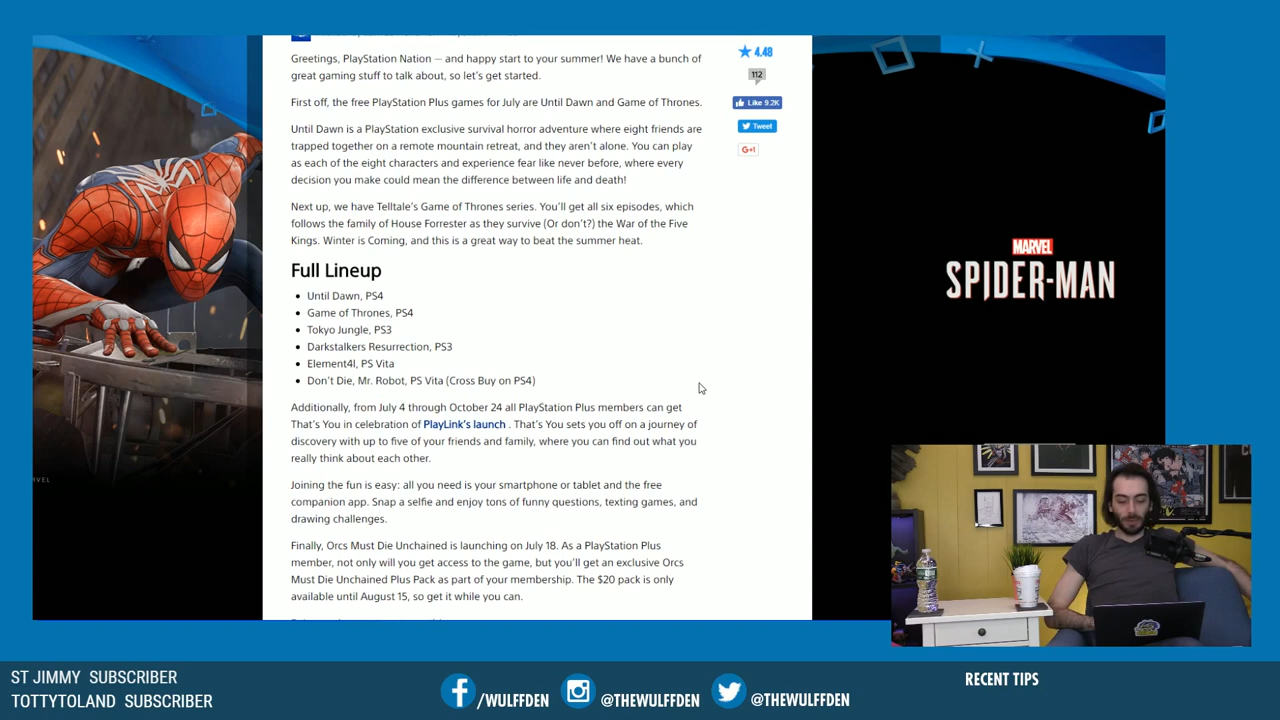 Greetings, PlayStation Nation — and happy start to your summer! We have a bunch of
great gaming stuff to talk about, so let's get started.
First off, the free PlayStation Plus games for July are Until Dawn and Game of Thrones.
Until Dawn is a PlayStation exclusive survival horror adventure where eight friends are
trapped together on a remote mountain retreat, and they aren't alone. You can play
as each of the eight characters and experience fear like never before, where every
decision you make could mean the difference between life and death!
Next up, we have Telltale's Game of Thrones series. You'll get all six episodes, which
follows the family of House Forrester as they survive (Or don't?) the War of the Five
Kings. Winter is Coming, and this is a great way to beat the summer heat.
Full Lineup
Until Dawn, PS4
Game of Thrones, PS4
Tokyo Jungle, PS3
Darkstalkers Resurrection, PS3
Element4l, PS Vita
Don't Die, Mr. Robot, PS Vita (Cross Buy on PS4)
Additionally, from July 4 through October 24 all PlayStation Plus members can get
That's You in celebration of PlayLink's launch . That's You sets you off on a journey of
discovery with up to five of your friends and family, where you can find out what you
really think about each other.
Joining the fun is easy: all you need is your smartphone or tablet and the free
companion app. Snap a selfie and enjoy tons of funny questions, texting games, and
drawing challenges.
Finally, Orcs Must Die Unchained is launching on July 18. As a PlayStation Plus
member, not only will you get access to the game, but you'll get an exclusive Orcs
Must Die Unchained Plus Pack as part of your membership. The $20 pack is only
available until August 15, so get it while you can.
4.48
112
Like 9.2K
Tweet
G+1
MARVEL
SPIDER-MAN
ST JIMMY SUBSCRIBER
TOTTYTOLAND SUBSCRIBER
/WULFFDEN
@THEWULFFDEN
@THEWULFFDEN
RECENT TIPS